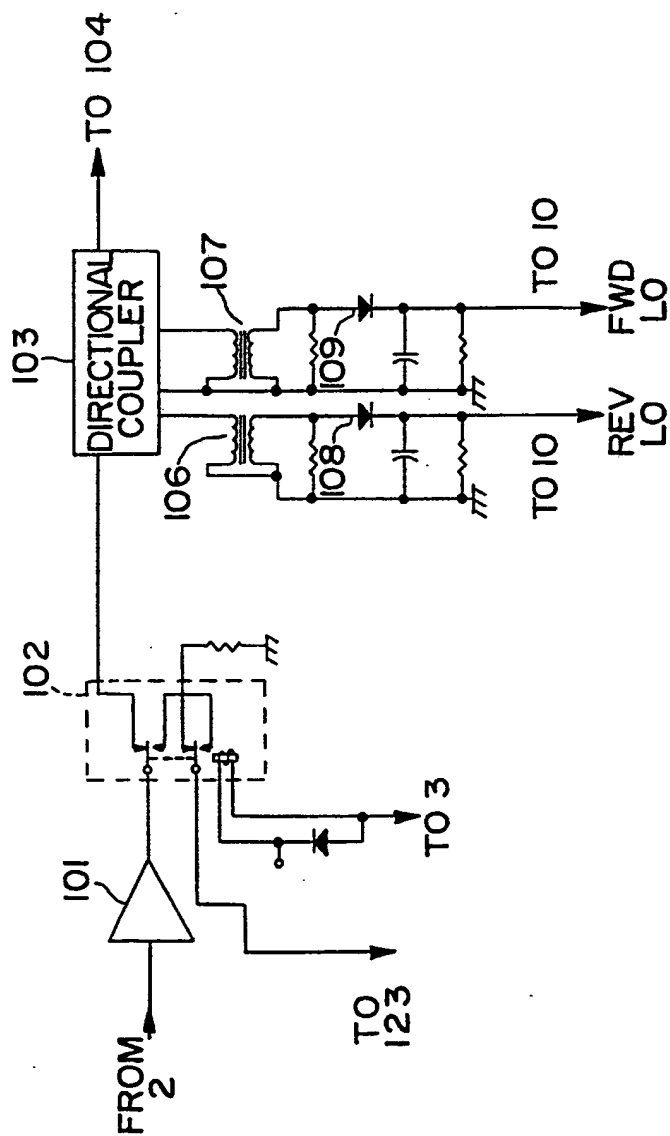 FROM
2
101
102
103
DIRECTIONAL
COUPLER
TO 104
106
107
108
109
TO
123
TO 3
TO 10
REV
LO
TO 10
FWD
LO